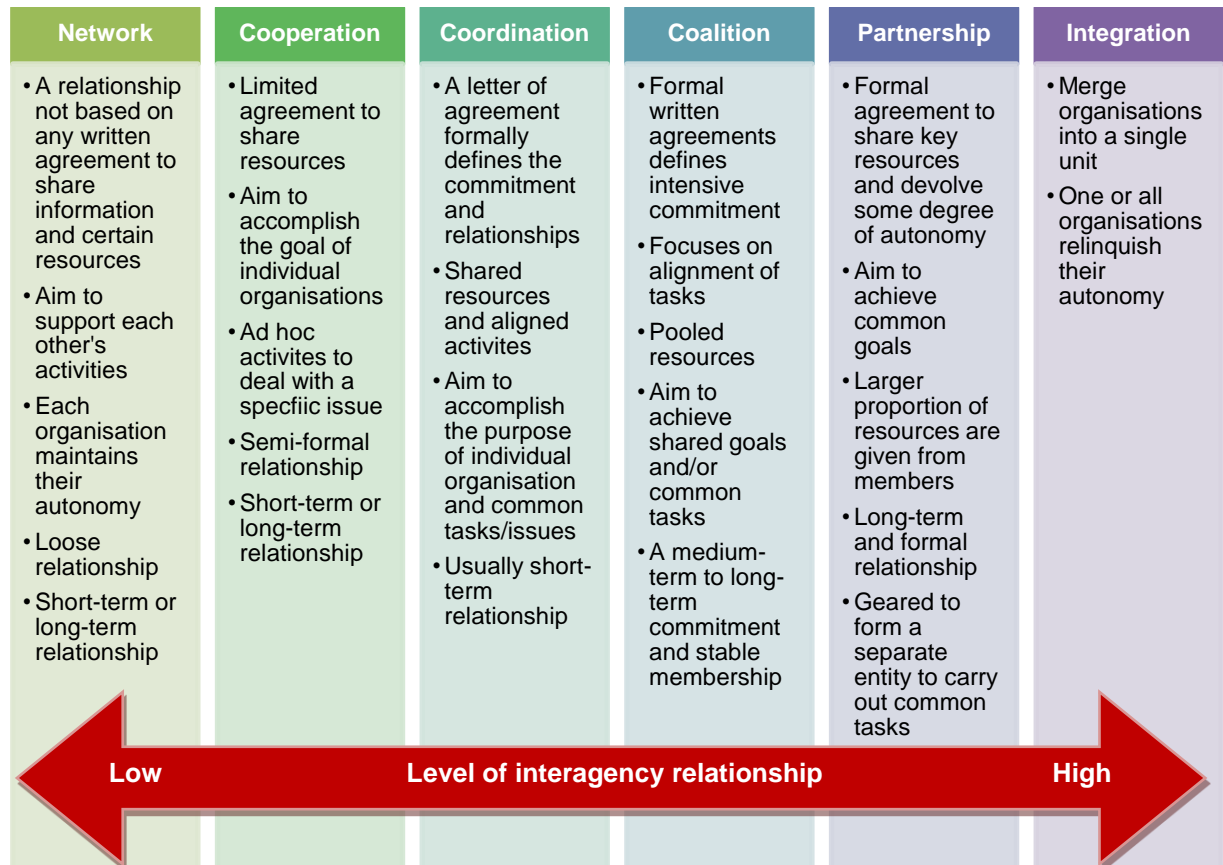 Network
• A relationship
not based on
any written
agreement to
share
information
and certain
resources
• Aim to
support each
other's
activities
• Each
organisation
maintains
their
autonomy
• Loose
relationship
• Short-term or
long-term
relationship
Cooperation
• Limited
agreement to
share
resources
• Aim to
accomplish
the goal of
individual
organisations
• Ad hoc
activites to
deal with a
specfiic issue
• Semi-formal
relationship
• Short-term or
long-term
relationship
Coordination
• A letter of
agreement
formally
defines the
commitment
and
relationships
• Shared
resources
and aligned
activites
• Aim to
accomplish
the purpose
of individual
organisation
and common
tasks/issues
• Usually short-
term
relationship
Coalition
• Formal
written
agreements
defines
intensive
commitment
• Focuses on
alignment of
tasks
• Pooled
resources
• Aim to
achieve
shared goals
and/or
common
tasks
• A medium-
term to long-
term
commitment
and stable
membership
Partnership
• Formal
agreement to
share key
resources
and devolve
some degree
of autonomy
• Aim to
achieve
common
goals
• Larger
proportion of
resources are
given from
members
• Long-term
and formal
relationship
• Geared to
form a
separate
entity to carry
out common
tasks
Integration
• Merge
organisations
into a single
unit
• One or all
organisations
relinquish
their
autonomy
Low Level of interagency relationship High